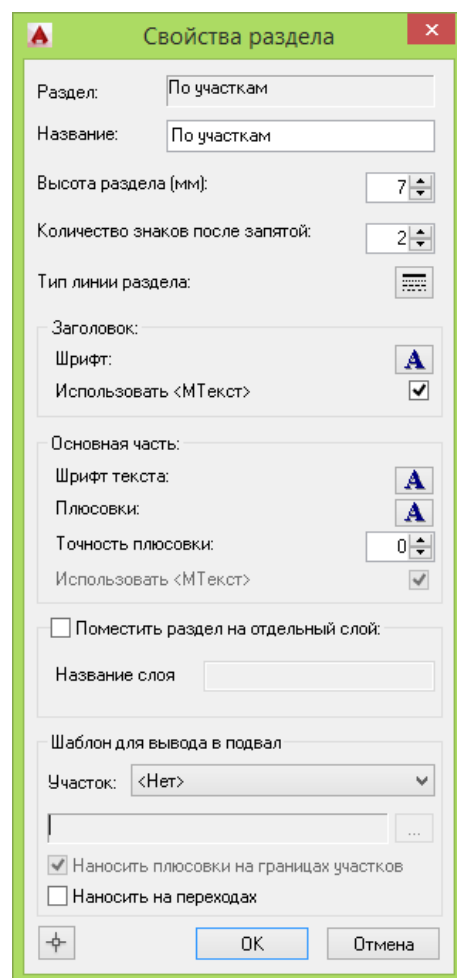 Свойства раздела
Раздел: По участкам
Название: По участкам
Высота раздела (мм): 7
Количество знаков после запятой: 2
Тип линии раздела:
Заголовок:
Шрифт:
Использовать <МТекст>
Основная часть:
Шрифт текста:
Плюсовки:
Точность плюсовки: 0
Использовать <МТекст>
Поместить раздел на отдельный слой:
Название слоя
Шаблон для вывода в подвал
Участок: <Нет>
...
Наносить плюсовки на границах участков
Наносить на переходах
OK Отмена